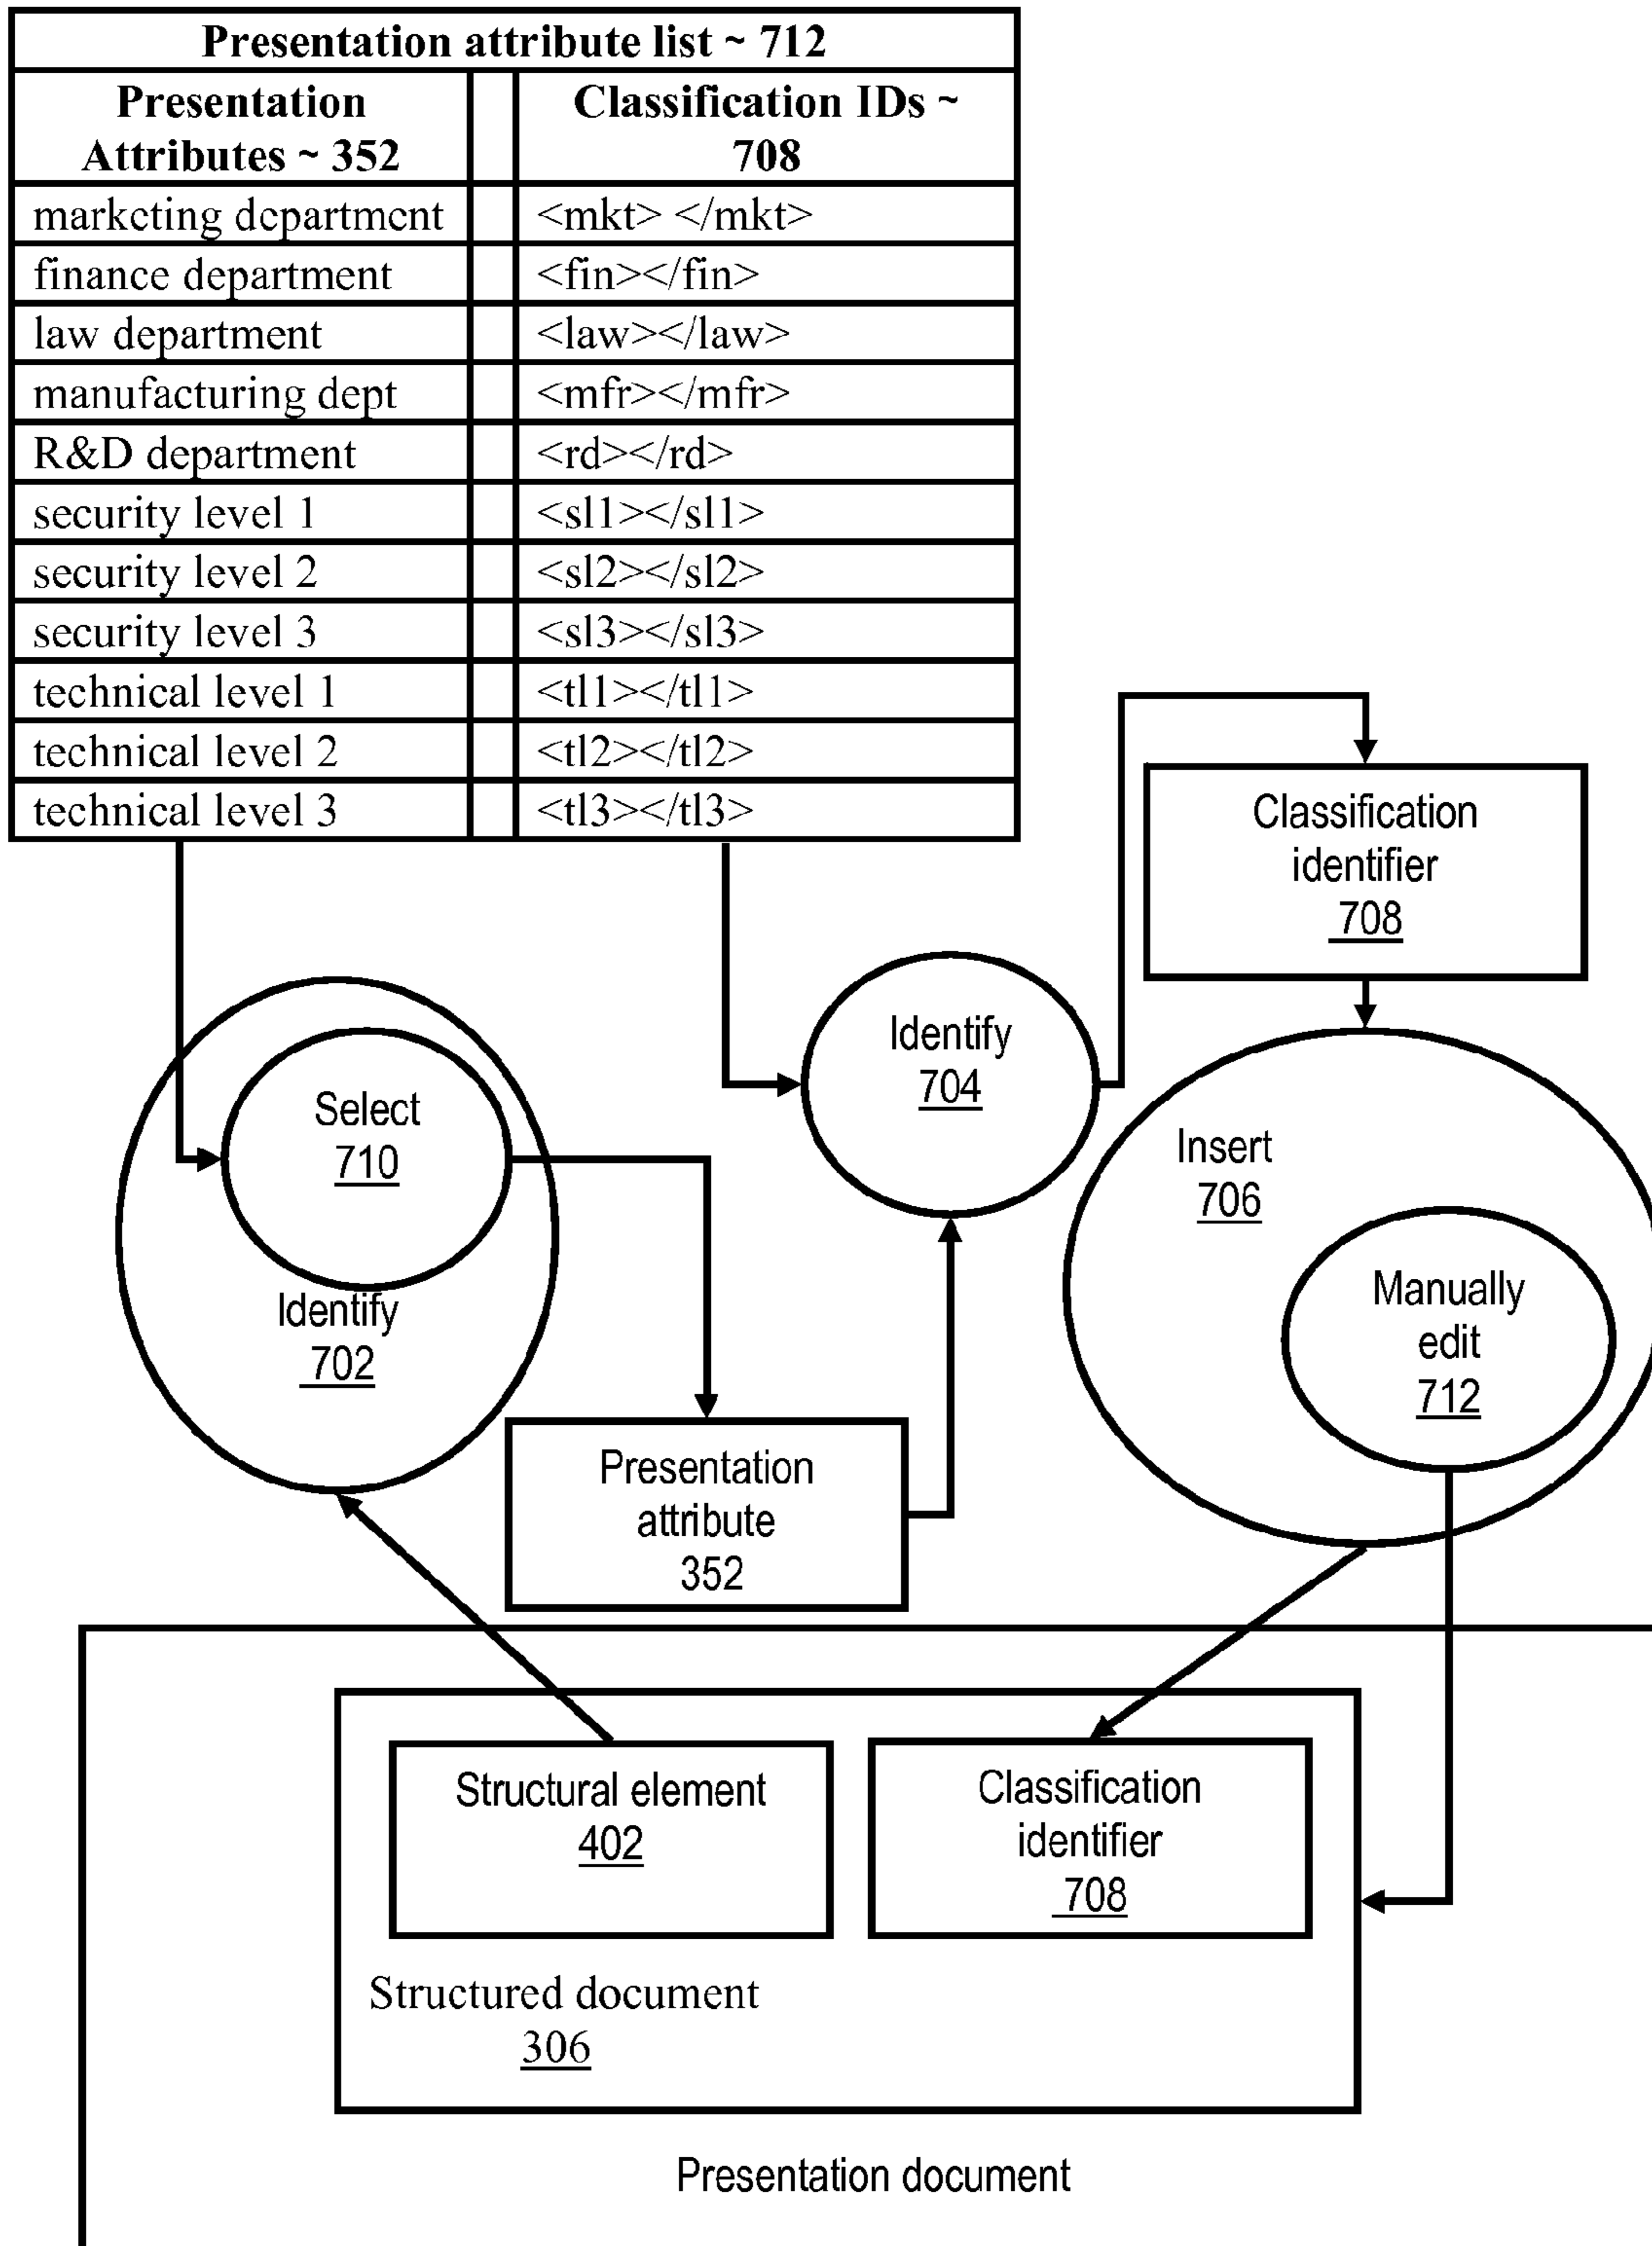 Presentation attribute list ~ 712
Presentation Attributes ~ 352 Classification IDs ~ 708
marketing department <mkt> </mkt>
finance department <fin></fin>
law department <law></law>
manufacturing dept <mfr></mfr>
R&D department <rd></rd>
security level 1 <sl1></sl1>
security level 2 <sl2></sl2>
security level 3 <sl3></sl3>
technical level 1 <tl1></tl1>
technical level 2 <tl2></tl2>
technical level 3 <tl3></tl3>
Classification
identifier
708
Identify
704
Select
710
Identify
702
Insert
706
Manually
edit
712
Presentation
attribute
352
Structural element
402
Classification
identifier
708
Structured document
306
Presentation document